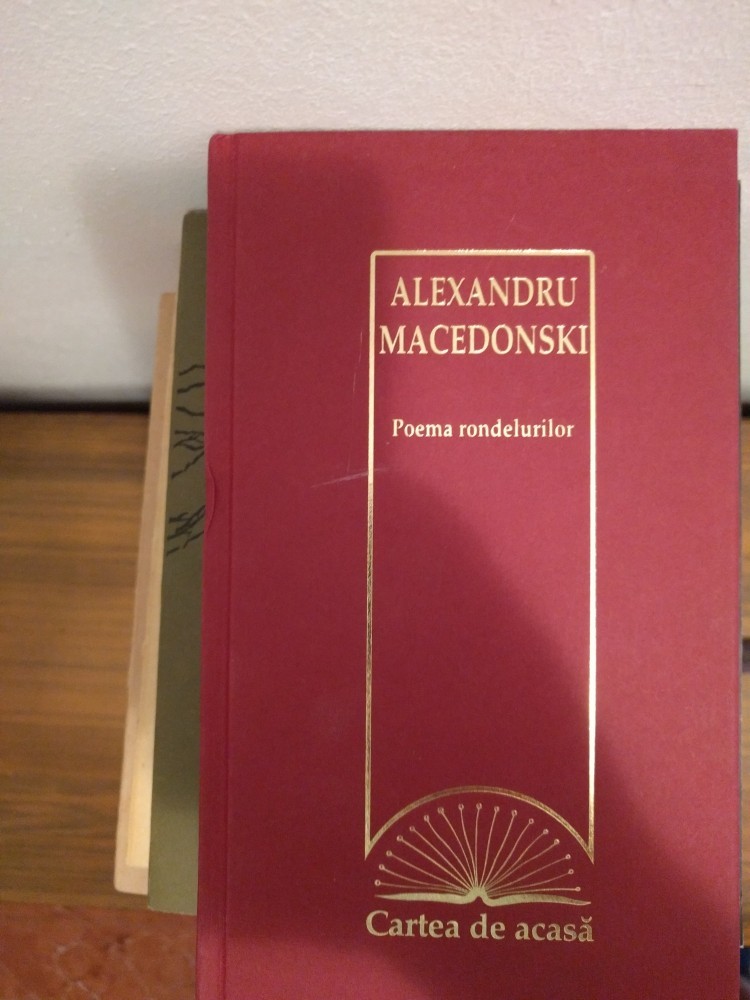 ALEXANDRU
MACEDONSKI
Poema rondelurilor
Cartea de acasă